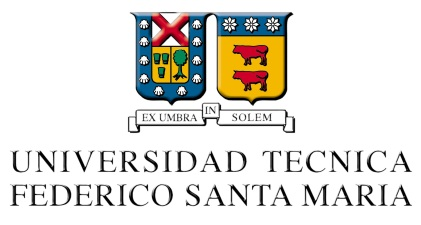 EX UMBRA IN SOLEM
UNIVERSIDAD TECNICA
FEDERICO SANTA MARIA